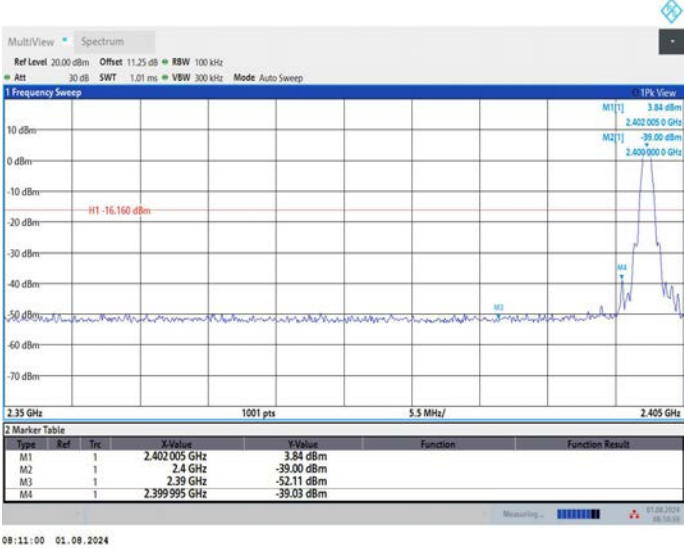 MultiView Spectrum
Ref Level 20.00 dBm Offset 11.25 dB RBW 100 kHz
Att 30 dB SWT 1.01 ms VBW 300 kHz Mode Auto Sweep
1 Frequency Sweep 1Pk View
M1[1] 3.84 dBm
2.402 005 0 GHz
10 dBm
M2[1] -39.00 dBm
2.400 000 0 GHz
0 dBm
-10 dBm
H1 -16.160 dBm
-20 dBm
-30 dBm
M4
-40 dBm
M3
-50 dBm
-60 dBm
-70 dBm
2.35 GHz 1001 pts 5.5 MHz/ 2.405 GHz
2 Marker Table
Type Ref Trc X-Value Y-Value Function Function Result
M1 1 2.402 005 GHz 3.84 dBm
M2 1 2.4 GHz -39.00 dBm
M3 1 2.39 GHz -52.11 dBm
M4 1 2.399 995 GHz -39.03 dBm
Measuring... 01.08.2024
08:11:00 01.08.2024